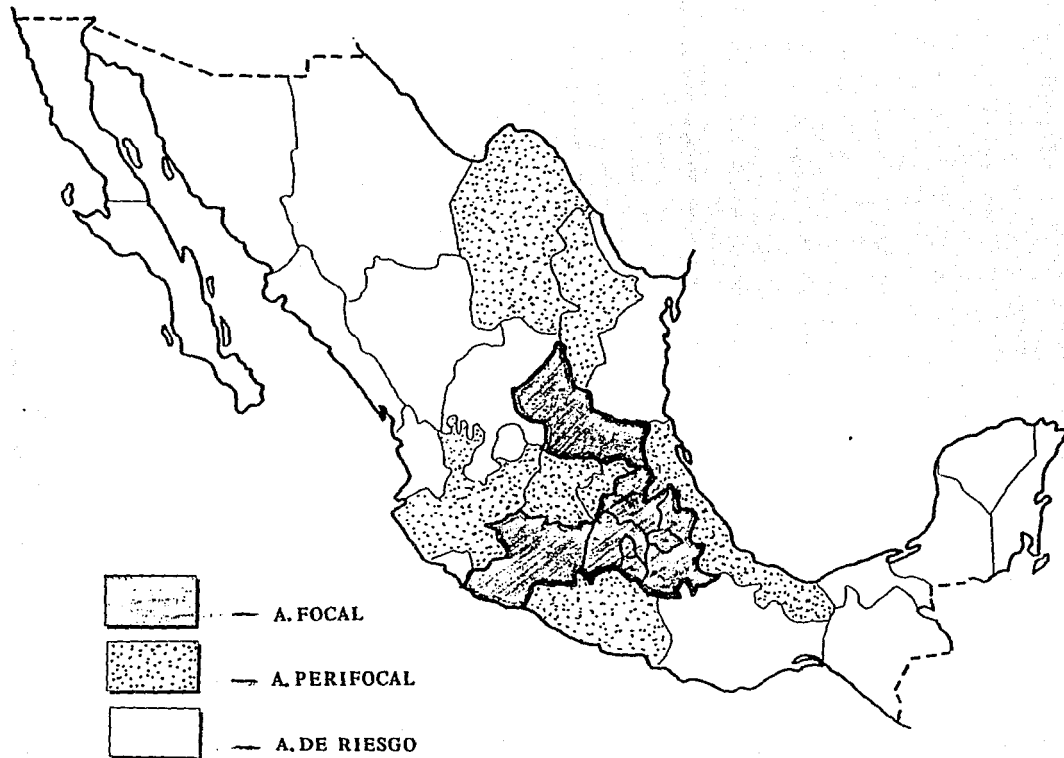 — A. FOCAL
— A. PERIFOCAL
— A. DE RIESGO